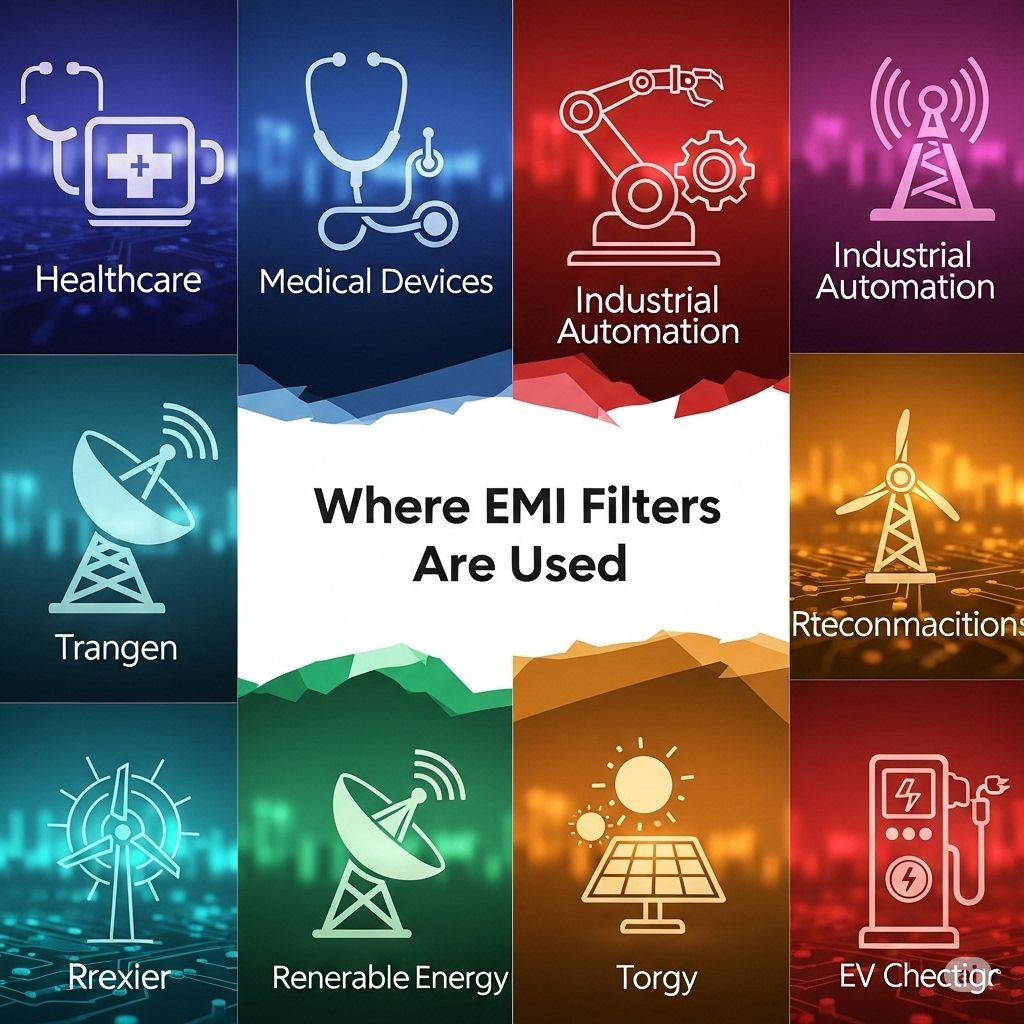 Healthcare
Medical Devices
Industrial
Automation
Industrial
Automation
Where EMI Filters
Are Used
Trangen
Rteconmacitions
Rrexier
Renerable Energy
Torgy
EV Chectigr